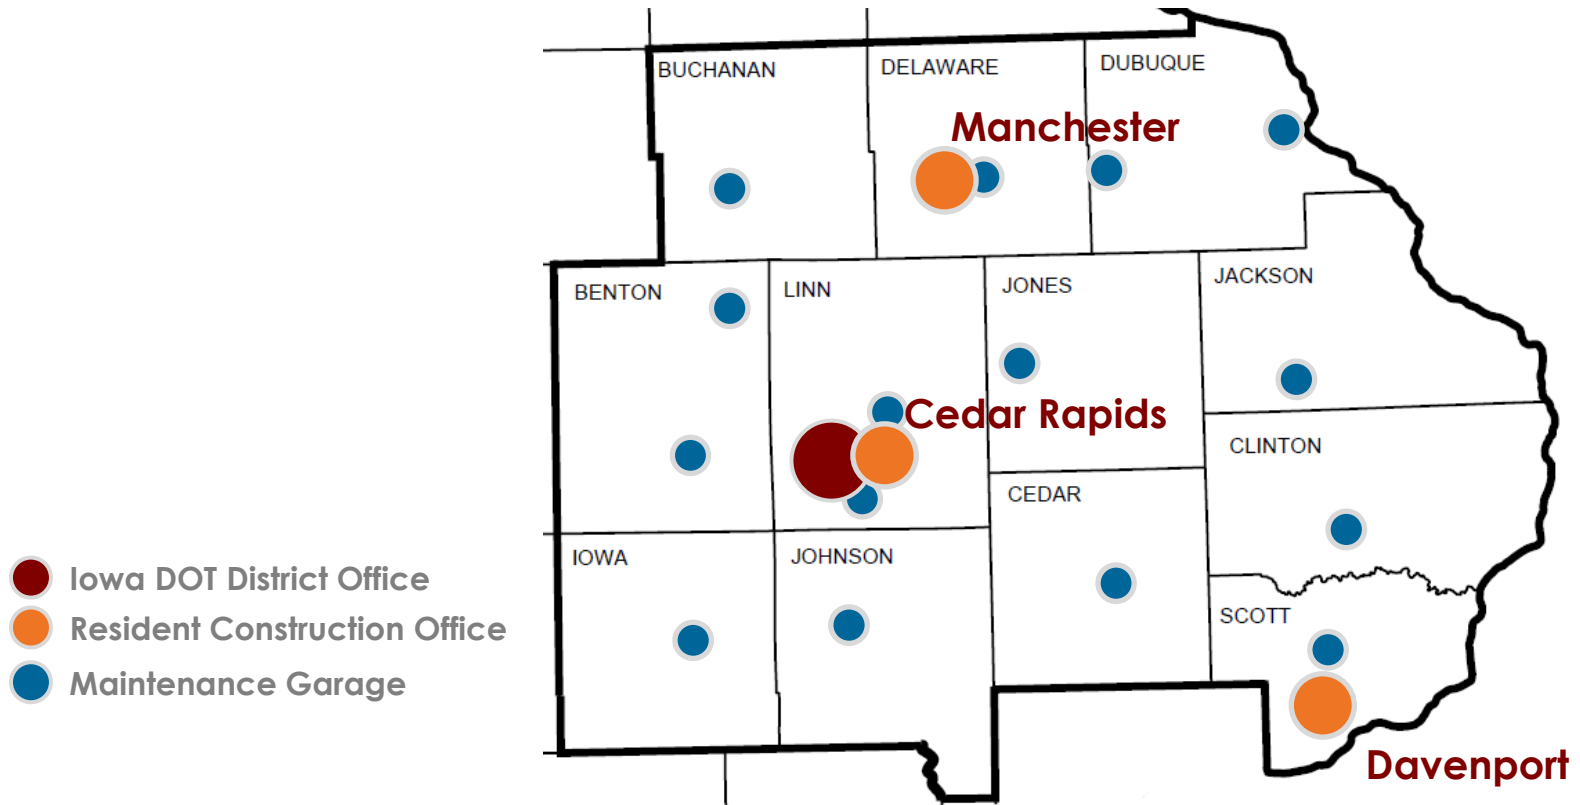 BUCHANAN
DELAWARE
DUBUQUE
Manchester
BENTON
LINN
JONES
JACKSON
Cedar Rapids
CLINTON
CEDAR
IOWA
JOHNSON
SCOTT
Davenport
Iowa DOT District Office
Resident Construction Office
Maintenance Garage